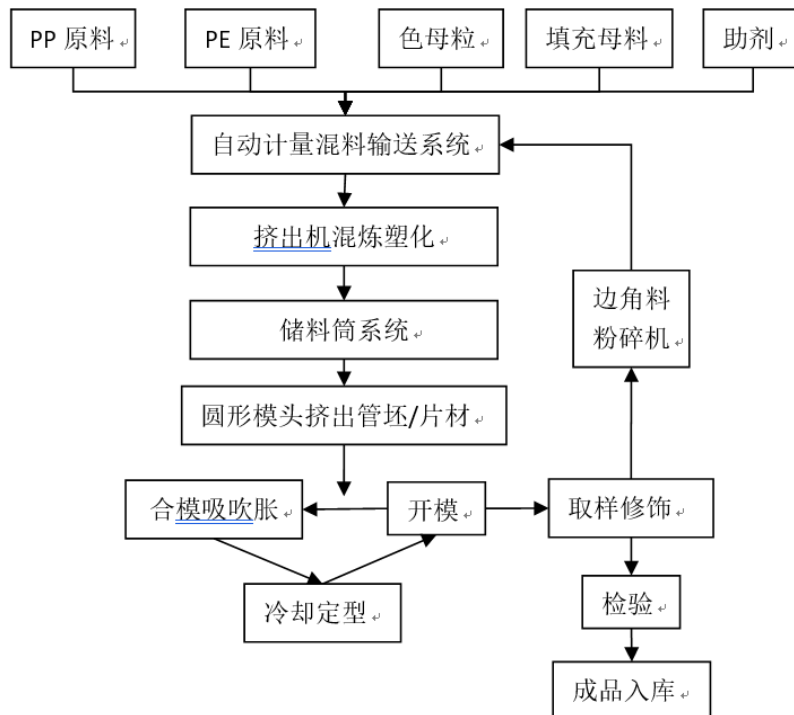 PP 原料
PE 原料
色母粒
填充母料
助剂
自动计量混料输送系统
挤出机混炼塑化
边角料
粉碎机
储料筒系统
圆形模头挤出管坯/片材
合模吸吹胀
开模
取样修饰
冷却定型
检验
成品入库